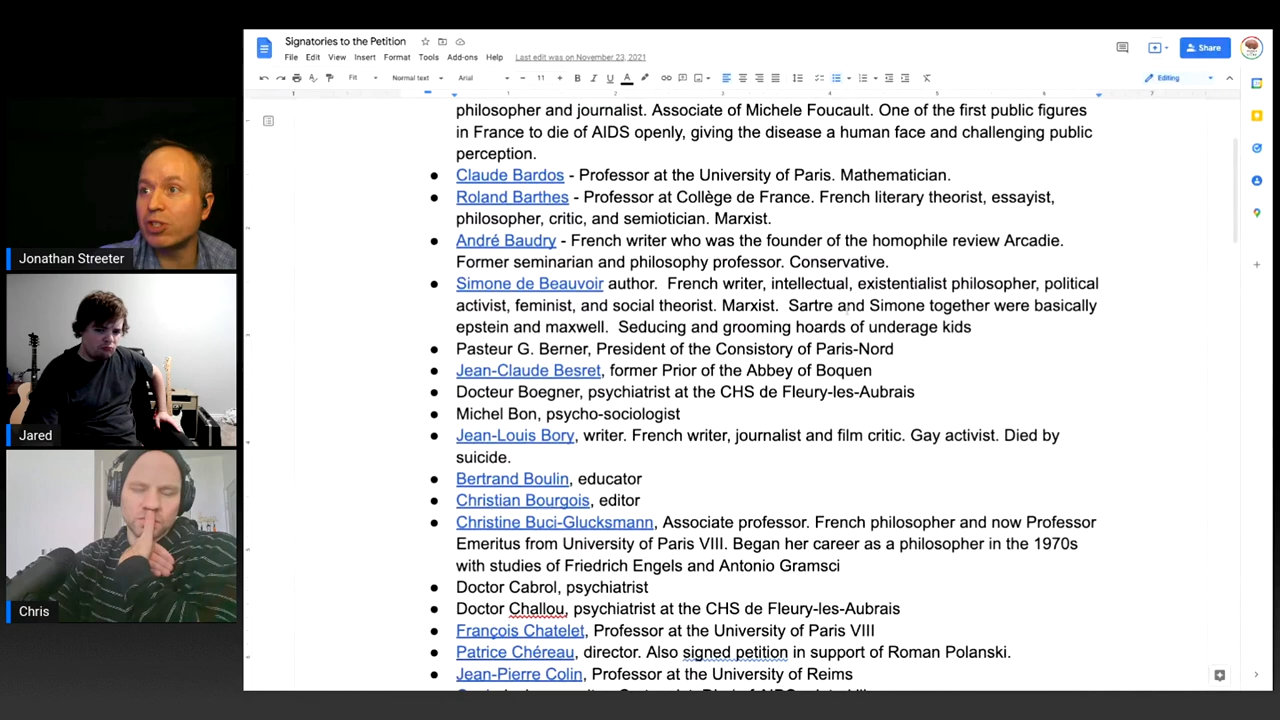 Signatories to the Petition
File Edit View Insert Format Tools Add-ons Help Last edit was on November 23, 2021
Share
Fit Normal text Arial 11 Editing
1 1 2 3 4 5 6 7
philosopher and journalist. Associate of Michele Foucault. One of the first public figures
in France to die of AIDS openly, giving the disease a human face and challenging public
perception.
● Claude Bardos - Professor at the University of Paris. Mathematician.
● Roland Barthes - Professor at Collège de France. French literary theorist, essayist,
philosopher, critic, and semiotician. Marxist.
● André Baudry - French writer who was the founder of the homophile review Arcadie.
Former seminarian and philosophy professor. Conservative.
● Simone de Beauvoir author.  French writer, intellectual, existentialist philosopher, political
activist, feminist, and social theorist. Marxist.  Sartre and Simone together were basically
epstein and maxwell.  Seducing and grooming hoards of underage kids
● Pasteur G. Berner, President of the Consistory of Paris-Nord
● Jean-Claude Besret, former Prior of the Abbey of Boquen
● Docteur Boegner, psychiatrist at the CHS de Fleury-les-Aubrais
● Michel Bon, psycho-sociologist
● Jean-Louis Bory, writer. French writer, journalist and film critic. Gay activist. Died by
suicide.
● Bertrand Boulin, educator
● Christian Bourgois, editor
● Christine Buci-Glucksmann, Associate professor. French philosopher and now Professor
Emeritus from University of Paris VIII. Began her career as a philosopher in the 1970s
with studies of Friedrich Engels and Antonio Gramsci
● Doctor Cabrol, psychiatrist
● Doctor Challou, psychiatrist at the CHS de Fleury-les-Aubrais
● François Chatelet, Professor at the University of Paris VIII
● Patrice Chéreau, director. Also signed petition in support of Roman Polanski.
● Jean-Pierre Colin, Professor at the University of Reims
Jonathan Streeter
Jared
Chris